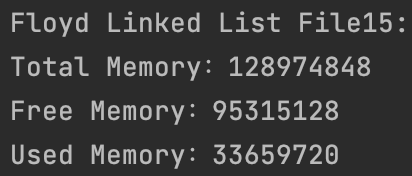 Floyd Linked List File15:
Total Memory: 128974848
Free Memory: 95315128
Used Memory: 33659720